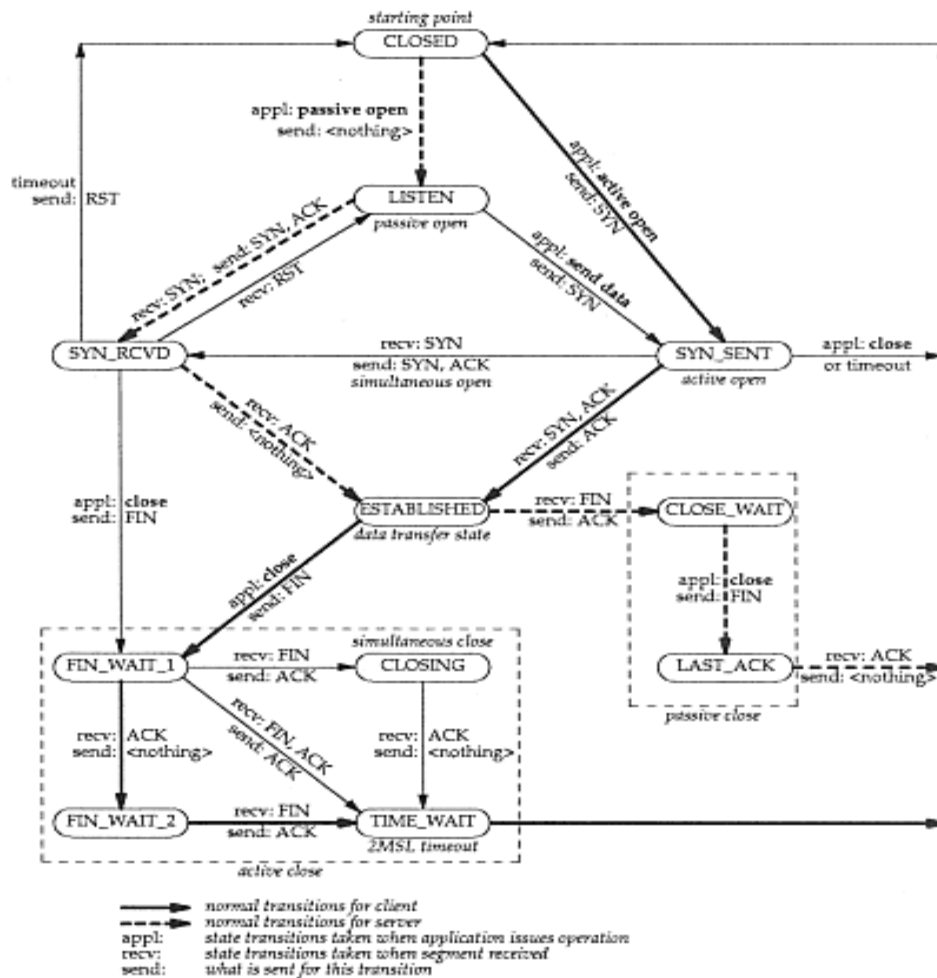 starting point
CLOSED
appl: passive open
send: <nothing>
appl: active open
send: SYN
timeout
send: RST
LISTEN
passive open
recv: SYN; send: SYN, ACK
recv: RST
appl: send data
send: SYN
SYN_RCVD
recv: SYN
send: SYN, ACK
simultaneous open
SYN_SENT
active open
appl: close
or timeout
recv: ACK
send: <nothing>
recv: SYN, ACK
send: ACK
appl: close
send: FIN
ESTABLISHED
data transfer state
recv: FIN
send: ACK
CLOSE_WAIT
appl: close
send: FIN
appl: close
send: FIN
simultaneous close
FIN_WAIT_1
recv: FIN
send: ACK
CLOSING
LAST_ACK
recv: ACK
send: <nothing>
passive close
recv: ACK
send: <nothing>
recv: FIN, ACK
send: ACK
recv: ACK
send: <nothing>
FIN_WAIT_2
recv: FIN
send: ACK
TIME_WAIT
2MSL timeout
active close
normal transitions for client
normal transitions for server
appl: state transitions taken when application issues operation
recv: state transitions taken when segment received
send: what is sent for this transition